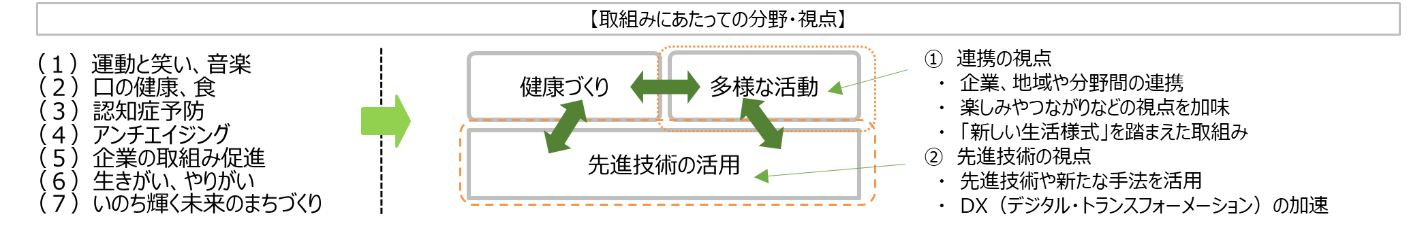 【取組みにあたっての分野・視点】
（１）運動と笑い、音楽
（２）口の健康、食
（３）認知症予防
（４）アンチエイジング
（５）企業の取組み促進
（６）生きがい、やりがい
（７）いのち輝く未来のまちづくり
健康づくり
多様な活動
先進技術の活用
① 連携の視点
・ 企業、地域や分野間の連携
・ 楽しみやつながりなどの視点を加味
・ 「新しい生活様式」を踏まえた取組み
② 先進技術の視点
・ 先進技術や新たな手法を活用
・ DX（デジタル・トランスフォーメーション）の加速